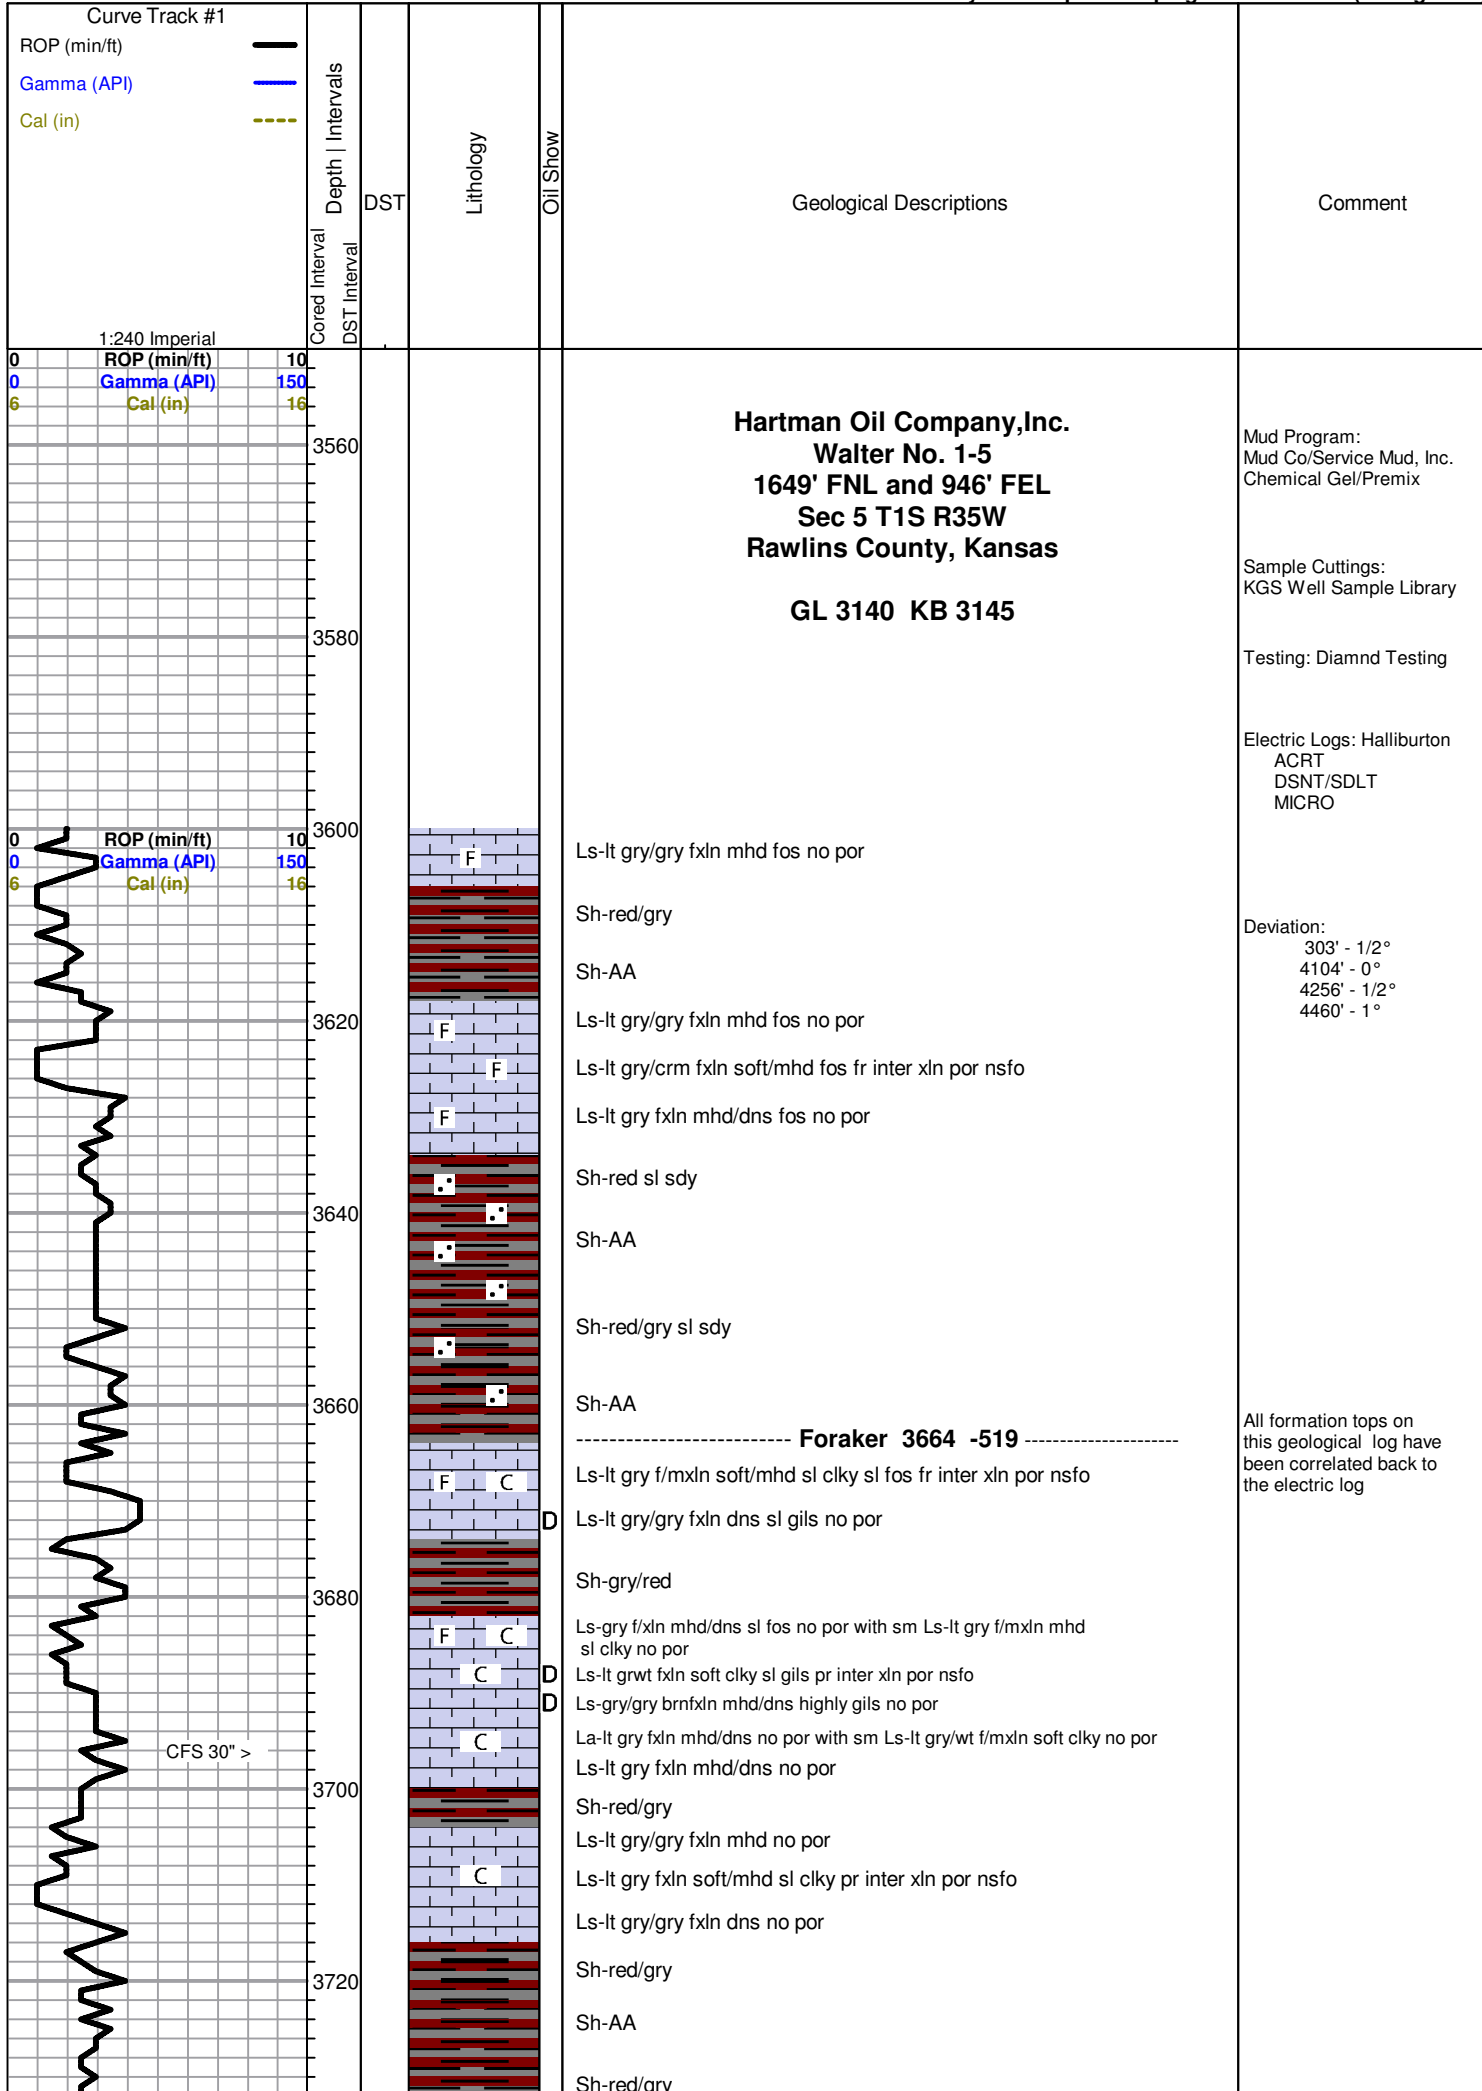 Curve Track #1
ROP (min/ft)
Gamma (API)
Cal (in)
1:240 Imperial
Depth | Intervals
Cored Interval
DST Interval
DST
Lithology
Oil Show
Geological Descriptions
Comment
0 ROP (min/ft) 10
0 Gamma (API) 150
6 Cal (in) 16
Hartman Oil Company,Inc.
Walter No. 1-5
1649' FNL and 946' FEL
Sec 5 T1S R35W
Rawlins County, Kansas
GL 3140 KB 3145
Mud Program:
Mud Co/Service Mud, Inc.
Chemical Gel/Premix
Sample Cuttings:
KGS Well Sample Library
Testing: Diamnd Testing
Electric Logs: Halliburton
ACRT
DSNT/SDLT
MICRO
3560
3580
3600
0 ROP (min/ft) 10
0 Gamma (API) 150
6 Cal (in) 16
F
Ls-lt gry/gry fxln mhd fos no por
Sh-red/gry
Sh-AA
Deviation:
303' - 1/2°
4104' - 0°
4256' - 1/2°
4460' - 1°
3620
F
Ls-lt gry/gry fxln mhd fos no por
F
Ls-lt gry/crm fxln soft/mhd fos fr inter xln por nsfo
F
Ls-lt gry fxln mhd/dns fos no por
Sh-red sl sdy
3640
Sh-AA
Sh-red/gry sl sdy
3660
Sh-AA
-------------------------- Foraker 3664 -519 ----------------------
All formation tops on
this geological log have
been correlated back to
the electric log
F C
Ls-lt gry f/mxln soft/mhd sl clky sl fos fr inter xln por nsfo
D
Ls-lt gry/gry fxln dns sl gils no por
Sh-gry/red
3680
F C
Ls-gry f/xln mhd/dns sl fos no por with sm Ls-lt gry f/mxln mhd
sl clky no por
C D
Ls-lt grwt fxln soft clky sl gils pr inter xln por nsfo
D
Ls-gry/gry brnfxln mhd/dns highly gils no por
C
La-lt gry fxln mhd/dns no por with sm Ls-lt gry/wt f/mxln soft clky no por
CFS 30" >
Ls-lt gry fxln mhd/dns no por
3700
Sh-red/gry
Ls-lt gry/gry fxln mhd no por
C
Ls-lt gry fxln soft/mhd sl clky pr inter xln por nsfo
Ls-lt gry/gry fxln dns no por
Sh-red/gry
3720
Sh-AA
Sh-red/gry